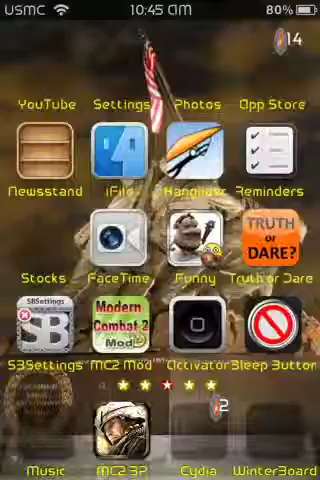 USMC 10:45 AM 80%
14
YouTube Settings Photos App Store
Newsstand iFile Hanglider Reminders
TRUTH
or
DARE?
Stocks FaceTime Funny Truth or Dare
SBSettings
SB
Modern
Combat 2
Mod
SBSettings MC2 Mod Activator Sleep Button
2
Music MC2 BP Cydia WinterBoard